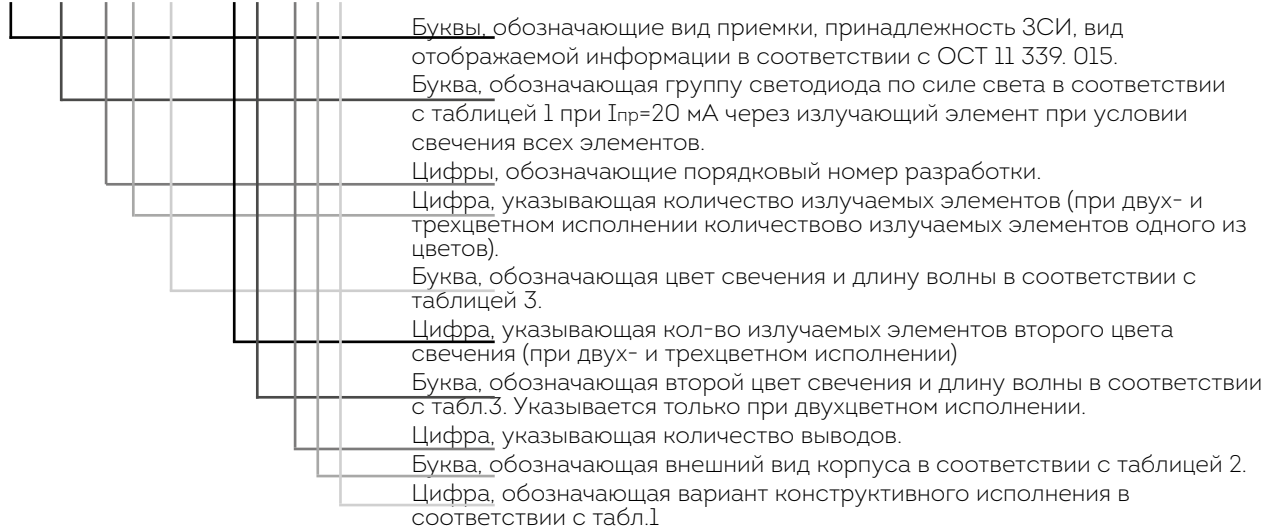 Буквы, обозначающие вид приемки, принадлежность ЗСИ, вид
отображаемой информации в соответствии с ОСТ 11 339. 015.
Буква, обозначающая группу светодиода по силе света в соответствии
с таблицей 1 при Iпр=20 мА через излучающий элемент при условии
свечения всех элементов.
Цифры, обозначающие порядковый номер разработки.
Цифра, указывающая количество излучаемых элементов (при двух- и
трехцветном исполнении количествово излучаемых элементов одного из
цветов).
Буква, обозначающая цвет свечения и длину волны в соответствии с
таблицей 3.
Цифра, указывающая кол-во излучаемых элементов второго цвета
свечения (при двух- и трехцветном исполнении)
Буква, обозначающая второй цвет свечения и длину волны в соответствии
с табл.3. Указывается только при двухцветном исполнении.
Цифра, указывающая количество выводов.
Буква, обозначающая внешний вид корпуса в соответствии с таблицей 2.
Цифра, обозначающая вариант конструктивного исполнения в
соответствии с табл.1